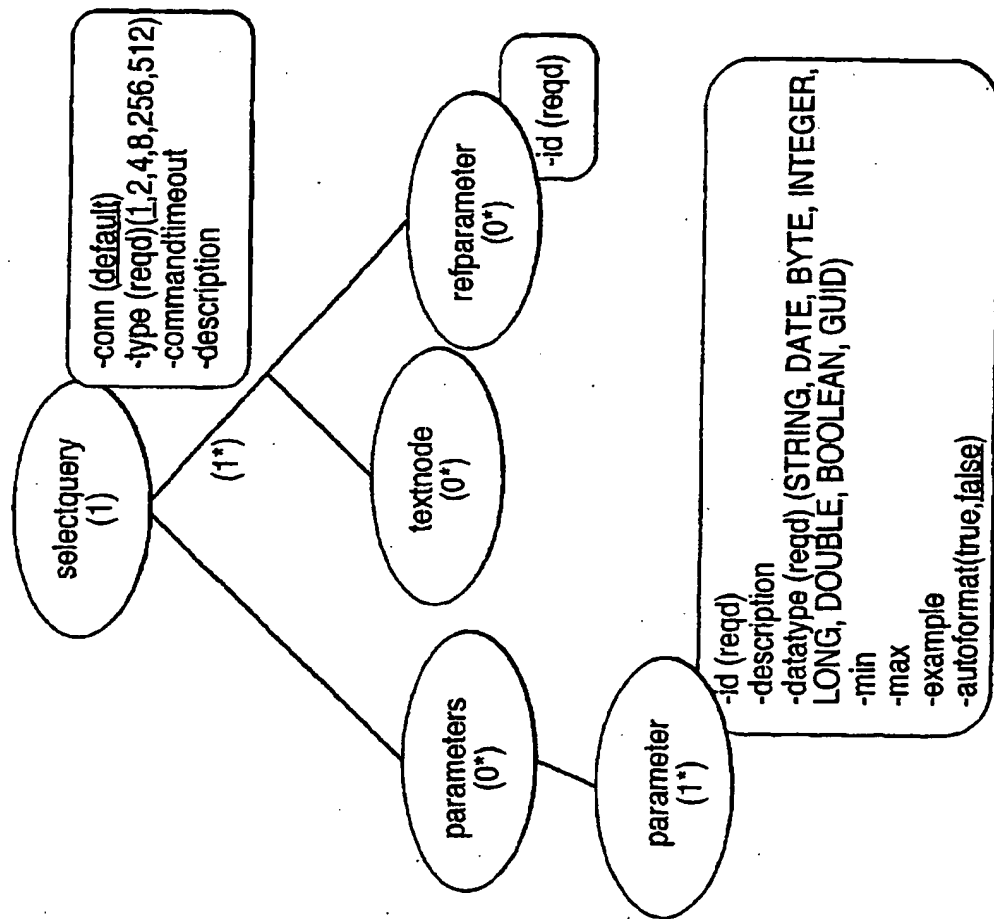 selectquery
(1)
-conn (default)
-type (reqd)(1,2,4,8,256,512)
-commandtimeout
-description
(1*)
parameters
(0*)
textnode
(0*)
refparameter
(0*)
-id (reqd)
parameter
(1*)
-id (reqd)
-description
-datatype (reqd) (STRING, DATE, BYTE, INTEGER,
LONG, DOUBLE, BOOLEAN, GUID)
-min
-max
-example
-autoformat(true,false)